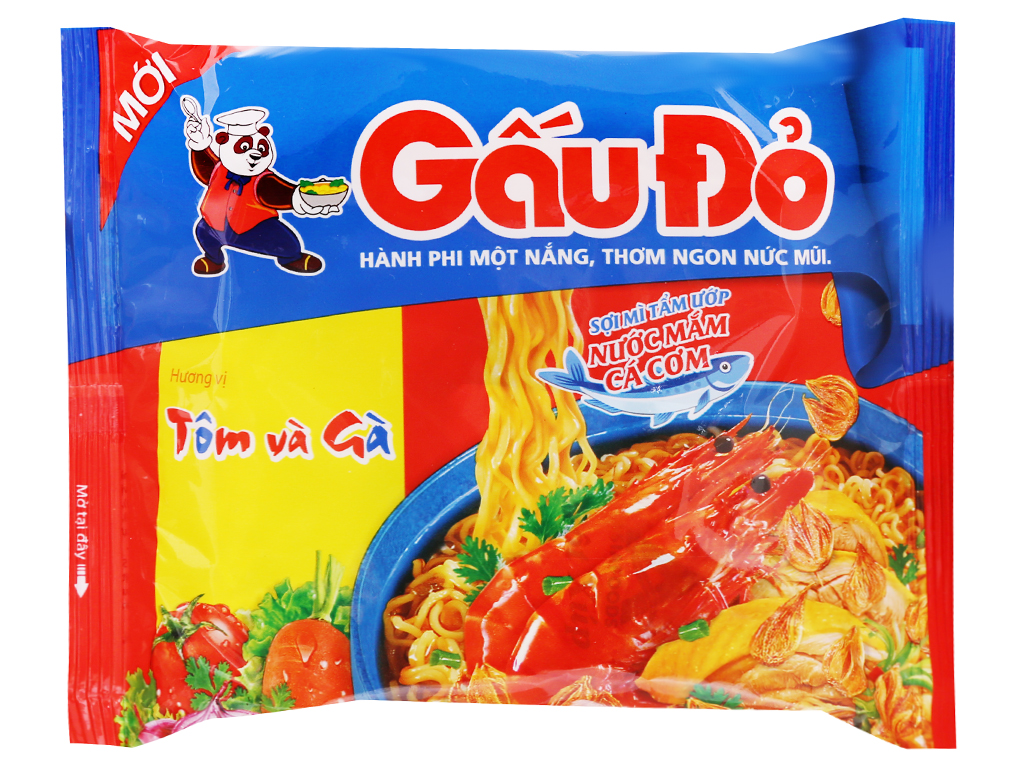 MỚI
Gấu Đỏ
HÀNH PHI MỘT NẮNG, THƠM NGON NỨC MŨI.
SỢI MÌ TẨM ƯỚP
NƯỚC MẮM
CÁ CƠM
Hương vị
Tôm và Gà
Mở tại đây